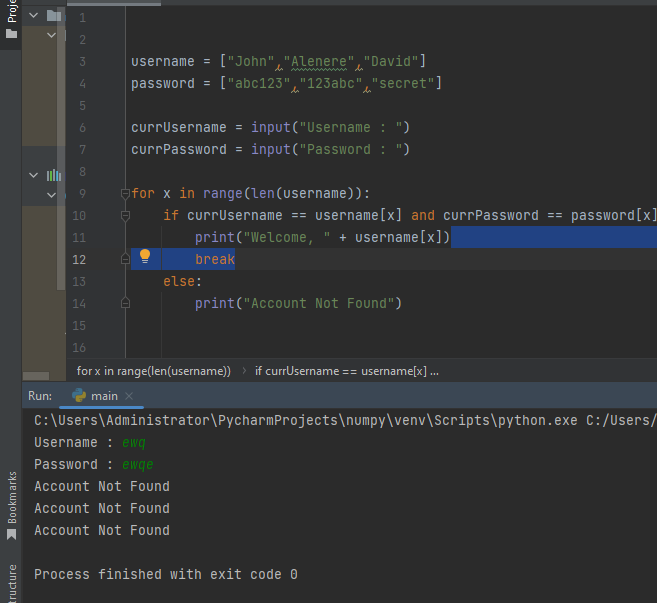 Proje
1
2
3 username = ["John","Alenere","David"]
4 password = ["abc123","123abc","secret"]
5
6 currUsername = input("Username : ")
7 currPassword = input("Password : ")
8
9 for x in range(len(username)):
10 if currUsername == username[x] and currPassword == password[x]
11 print("Welcome, " + username[x])
12 break
13 else:
14 print("Account Not Found")
15
16
for x in range(len(username)) › if currUsername == username[x] ...
Run: main ×
C:\Users\Administrator\PycharmProjects\numpy\venv\Scripts\python.exe C:/Users/
Username : ewq
Password : ewqe
Account Not Found
Account Not Found
Account Not Found
Process finished with exit code 0
Bookmarks
ructure